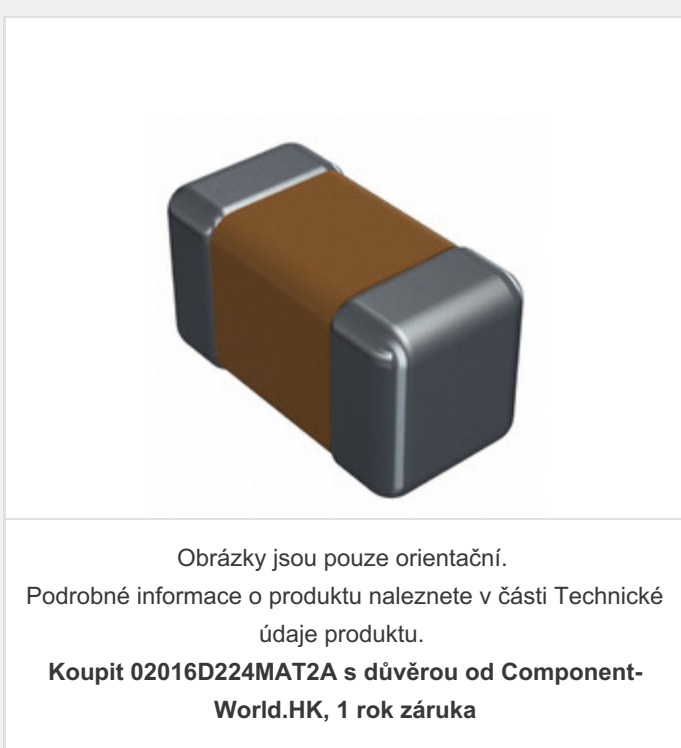 Obrázky jsou pouze orientační.
Podrobné informace o produktu naleznete v části Technické
údaje produktu.
Koupit 02016D224MAT2A s důvěrou od Component-
World.HK, 1 rok záruka